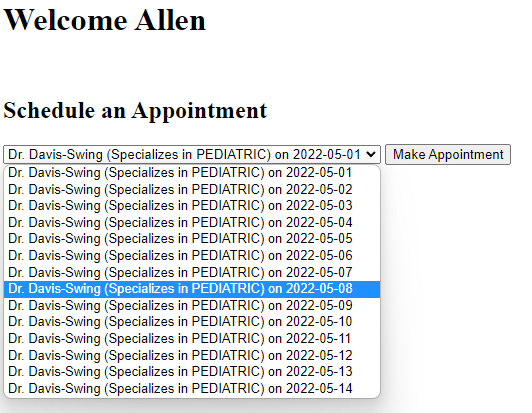 Welcome Allen
Schedule an Appointment
Dr. Davis-Swing (Specializes in PEDIATRIC) on 2022-05-01 Make Appointment
Dr. Davis-Swing (Specializes in PEDIATRIC) on 2022-05-01
Dr. Davis-Swing (Specializes in PEDIATRIC) on 2022-05-02
Dr. Davis-Swing (Specializes in PEDIATRIC) on 2022-05-03
Dr. Davis-Swing (Specializes in PEDIATRIC) on 2022-05-04
Dr. Davis-Swing (Specializes in PEDIATRIC) on 2022-05-05
Dr. Davis-Swing (Specializes in PEDIATRIC) on 2022-05-06
Dr. Davis-Swing (Specializes in PEDIATRIC) on 2022-05-07
Dr. Davis-Swing (Specializes in PEDIATRIC) on 2022-05-08
Dr. Davis-Swing (Specializes in PEDIATRIC) on 2022-05-09
Dr. Davis-Swing (Specializes in PEDIATRIC) on 2022-05-10
Dr. Davis-Swing (Specializes in PEDIATRIC) on 2022-05-11
Dr. Davis-Swing (Specializes in PEDIATRIC) on 2022-05-12
Dr. Davis-Swing (Specializes in PEDIATRIC) on 2022-05-13
Dr. Davis-Swing (Specializes in PEDIATRIC) on 2022-05-14